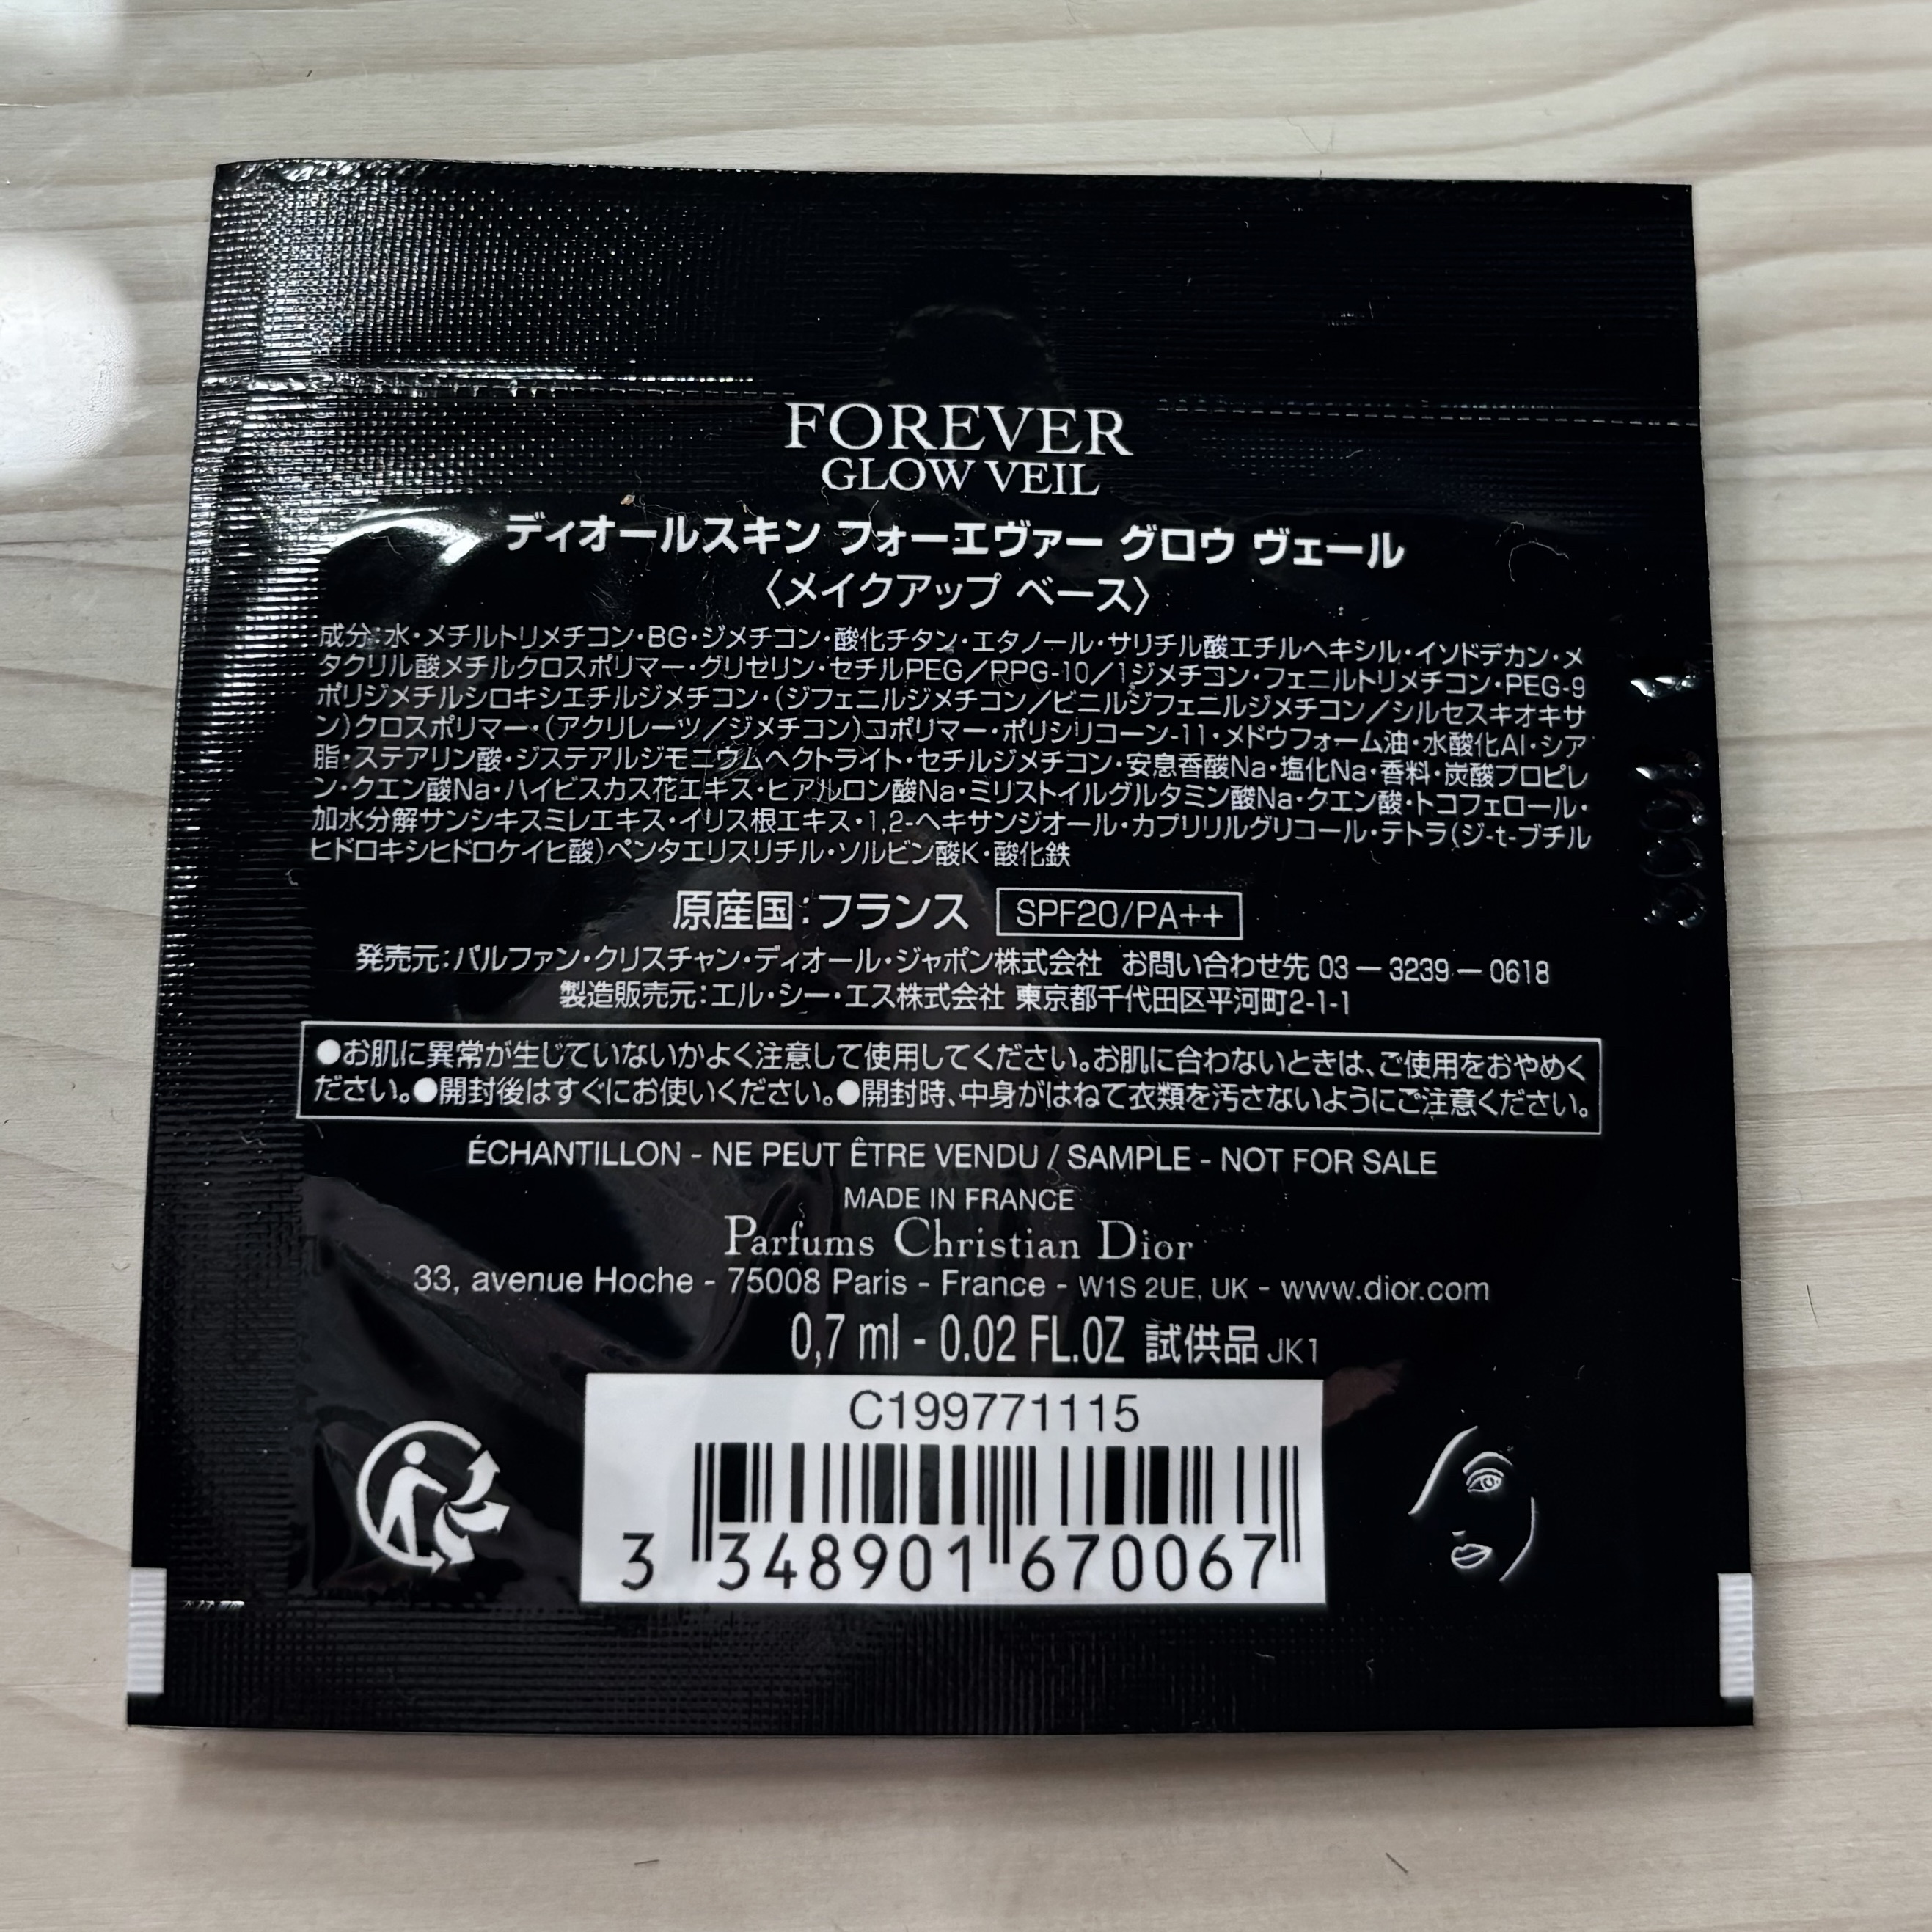 FOREVER
GLOW VEIL
ディオールスキン フォーエヴァー グロウ ヴェール
〈メイクアップ ベース〉
成分:水・メチルトリメチコン・BG・ジメチコン・酸化チタン・エタノール・サリチル酸エチルヘキシル・イソドデカン・メ
タクリル酸メチルクロスポリマー・グリセリン・セチルPEG/PPG-10/1ジメチコン・フェニルトリメチコン・PEG-9
ポリジメチルシロキシエチルジメチコン・(ジフェニルジメチコン/ビニルジフェニルジメチコン/シルセスキオキサ
ン)クロスポリマー・(アクリレーツ/ジメチコン)コポリマー・ポリシリコーン-11・メドウフォーム油・水酸化Al・シア
脂・ステアリン酸・ジステアルジモニウムヘクトライト・セチルジメチコン・安息香酸Na・塩化Na・香料・炭酸プロピレ
ン・クエン酸Na・ハイビスカス花エキス・ヒアルロン酸Na・ミリストイルグルタミン酸Na・クエン酸・トコフェロール・
加水分解サンシキスミレエキス・イリス根エキス・1,2-ヘキサンジオール・カプリリルグリコール・テトラ(ジ-t-ブチル
ヒドロキシヒドロケイヒ酸)ペンタエリスリチル・ソルビン酸K・酸化鉄
原産国:フランス SPF20/PA++
発売元:パルファン・クリスチャン・ディオール・ジャポン株式会社 お問い合わせ先 03－3239－0618
製造販売元:エル・シー・エス株式会社 東京都千代田区平河町2-1-1
●お肌に異常が生じていないかよく注意して使用してください。お肌に合わないときは、ご使用をおやめく
ださい。●開封後はすぐにお使いください。●開封時、中身がはねて衣類を汚さないようにご注意ください。
ÉCHANTILLON - NE PEUT ÊTRE VENDU / SAMPLE - NOT FOR SALE
MADE IN FRANCE
Parfums Christian Dior
33, avenue Hoche - 75008 Paris - France - W1S 2UE, UK - www.dior.com
0,7 ml - 0.02 FL.OZ 試供品 JK1
C199771115
3 348901 670067